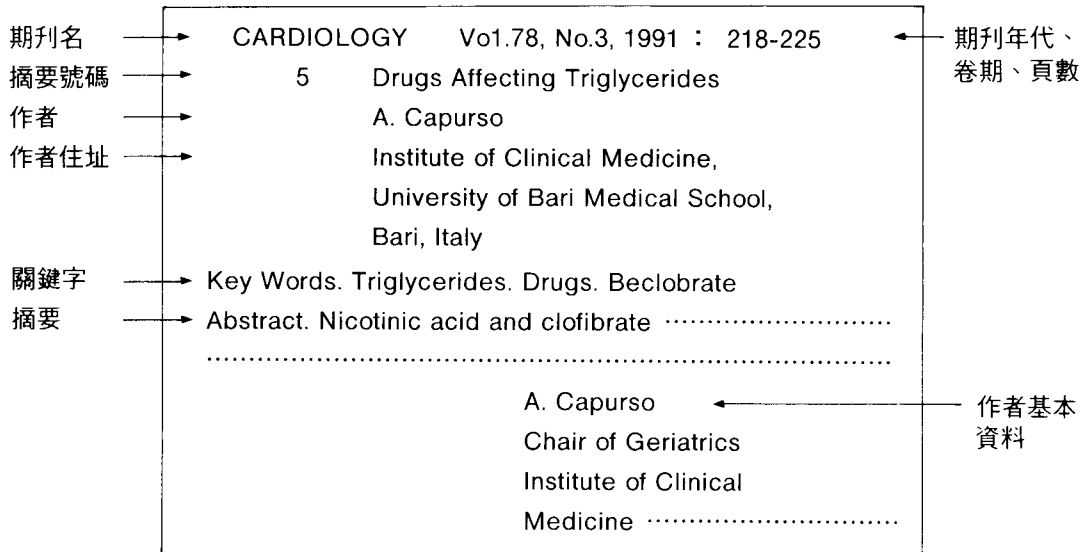 期刊名 CARDIOLOGY Vo1.78, No.3, 1991 : 218-225 期刊年代、
卷期、頁數
摘要號碼 5 Drugs Affecting Triglycerides
作者 A. Capurso
作者住址 Institute of Clinical Medicine,
University of Bari Medical School,
Bari, Italy
關鍵字 Key Words. Triglycerides. Drugs. Beclobrate
摘要 Abstract. Nicotinic acid and clofibrate ··························
··········································································
A. Capurso 作者基本
資料
Chair of Geriatrics
Institute of Clinical
Medicine ·····························